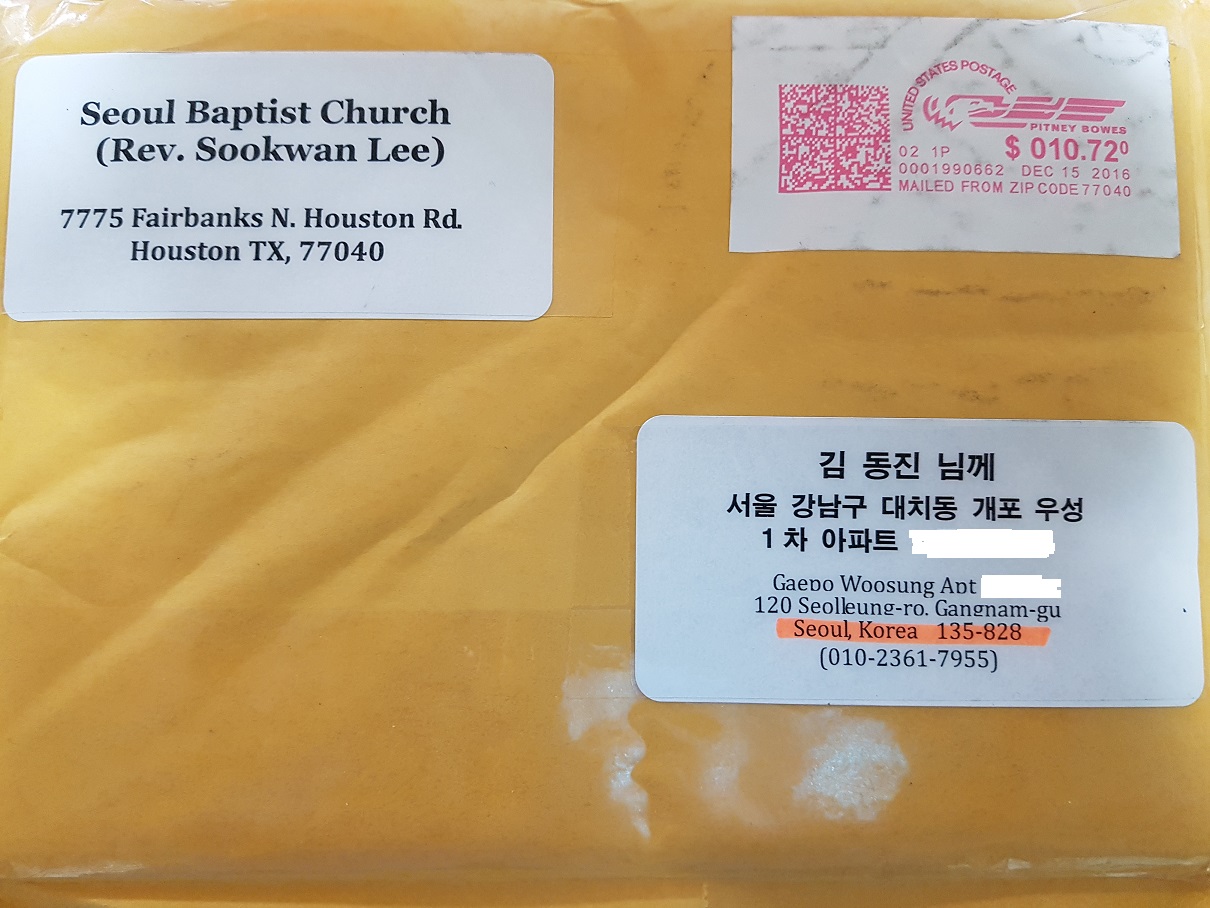 Seoul Baptist Church
(Rev. Sookwan Lee)
7775 Fairbanks N. Houston Rd.
Houston TX, 77040
UNITED STATES POSTAGE
PITNEY BOWES
02 1P $ 010.72⁰
0001990662 DEC 15 2016
MAILED FROM ZIP CODE 77040
김 동진 님께
서울 강남구 대치동 개포 우성
1 차 아파트
Gaepo Woosung Apt
120 Seolleung-ro. Gangnam-gu
Seoul, Korea 135-828
(010-2361-7955)